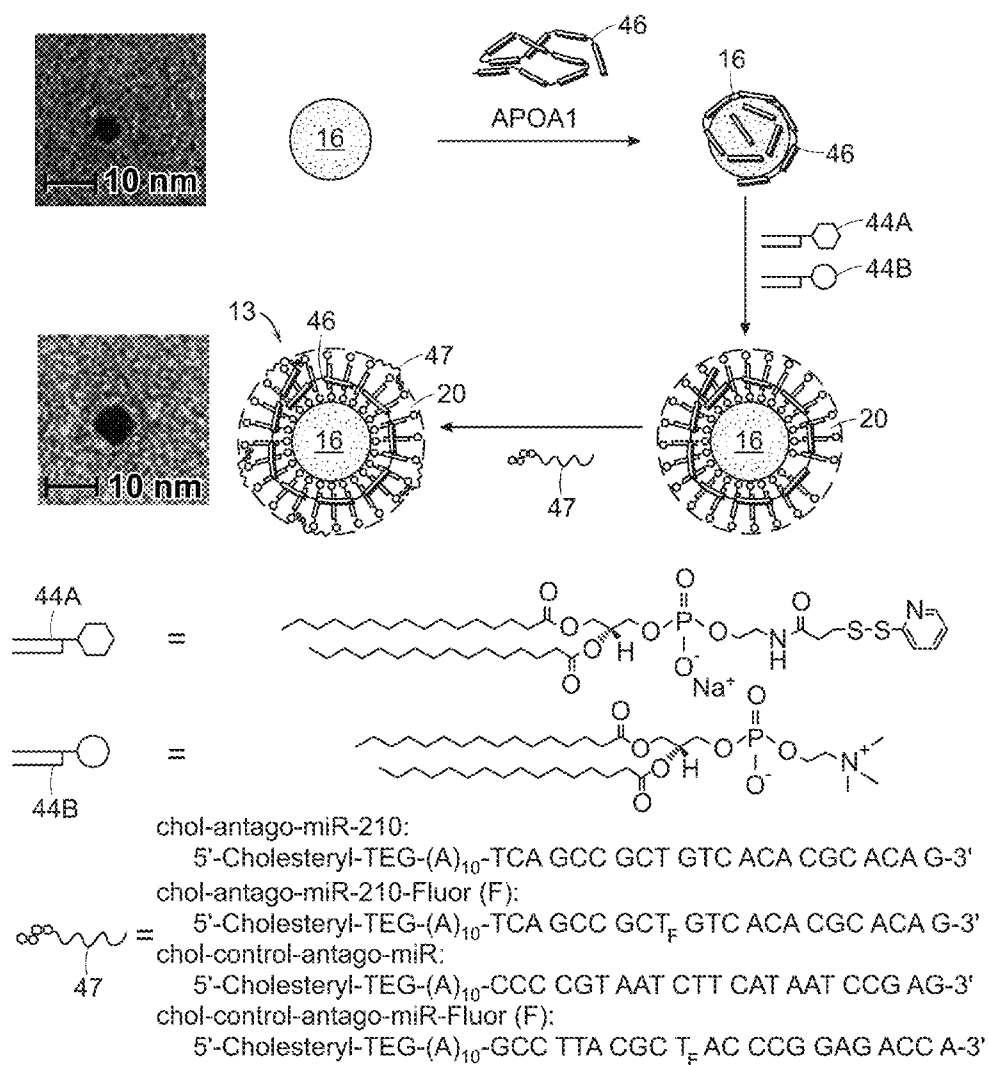 46
16
APOA1
16
46
10 nm
44A
44B
13
46
47
20
16
47
16
20
10 nm
44A
=
O
O
O
O
H
O
O
P
O-
Na+
O
N
H
O
S-S
N
44B
=
O
O
O
O
H
O
O
P
O-
O
N+
chol-antago-miR-210:
5'-Cholesteryl-TEG-(A)10-TCA GCC GCT GTC ACA CGC ACA G-3'
chol-antago-miR-210-Fluor (F):
5'-Cholesteryl-TEG-(A)10-TCA GCC GCTF GTC ACA CGC ACA G-3'
=
47
chol-control-antago-miR:
5'-Cholesteryl-TEG-(A)10-CCC CGT AAT CTT CAT AAT CCG AG-3'
chol-control-antago-miR-Fluor (F):
5'-Cholesteryl-TEG-(A)10-GCC TTA CGC TF AC CCG GAG ACC A-3'